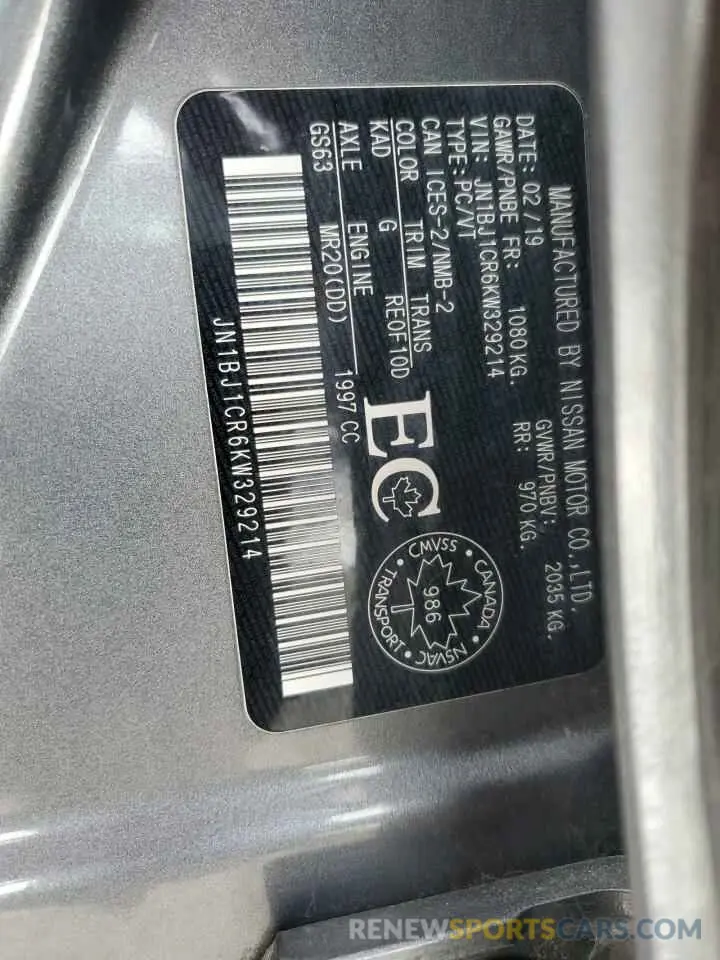 MANUFACTURED BY NISSAN MOTOR CO.,LTD.
DATE: 02/19 GVWR/PNBV: 2035 KG.
GAWR/PNBE FR: 1080 KG. RR: 970 KG.
VIN: JN1BJ1CR6KW329214
TYPE: PC/VT
CAN ICES-2/NMB-2
COLOR TRIM TRANS
KAD G RE0F10D
AXLE ENGINE
GS63 MR20(DD) 1997 CC
EC
CMVSS • CANADA • NSVAC • TRANSPORT •
986
JN1BJ1CR6KW329214
RENEWSPORTSCARS.COM